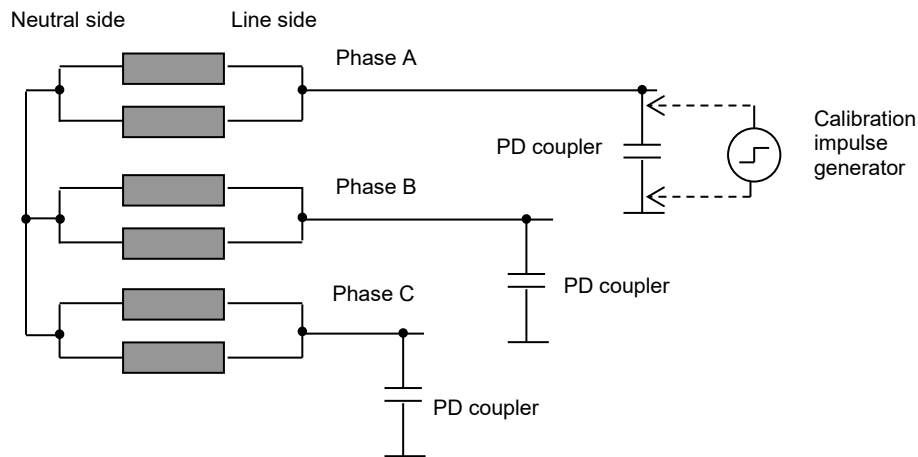 Neutral side
Line side
Phase A
PD coupler
Calibration
impulse
generator
Phase B
PD coupler
Phase C
PD coupler